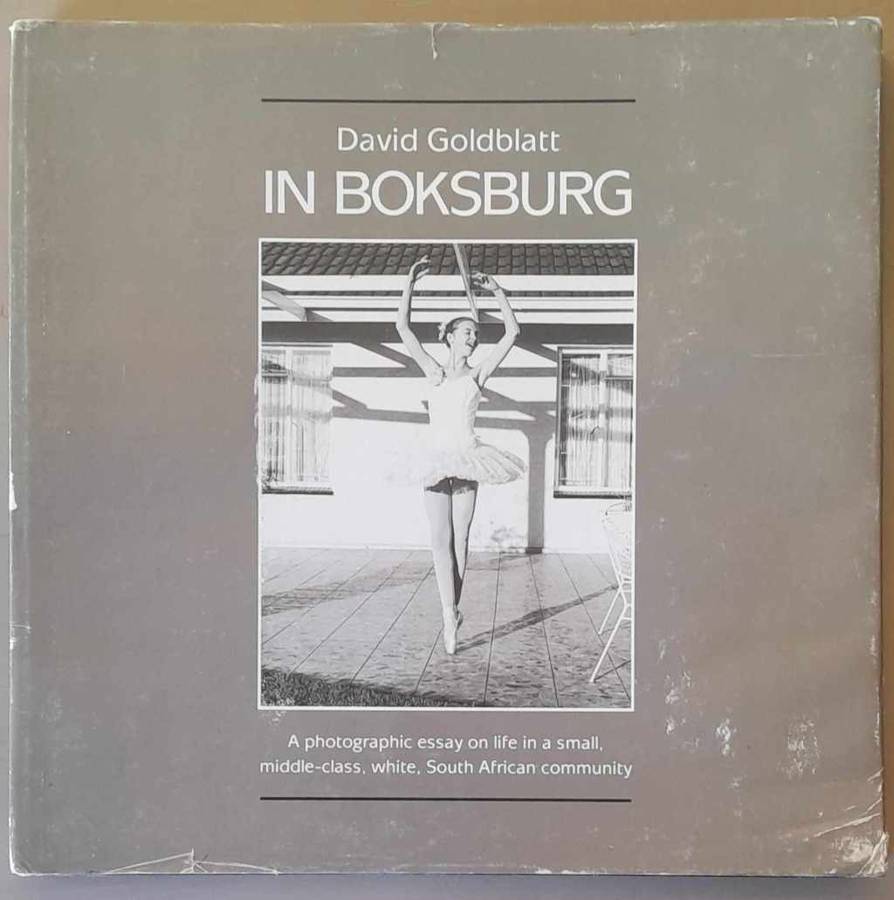 David Goldblatt
IN BOKSBURG
A photographic essay on life in a small,
middle-class, white, South African community